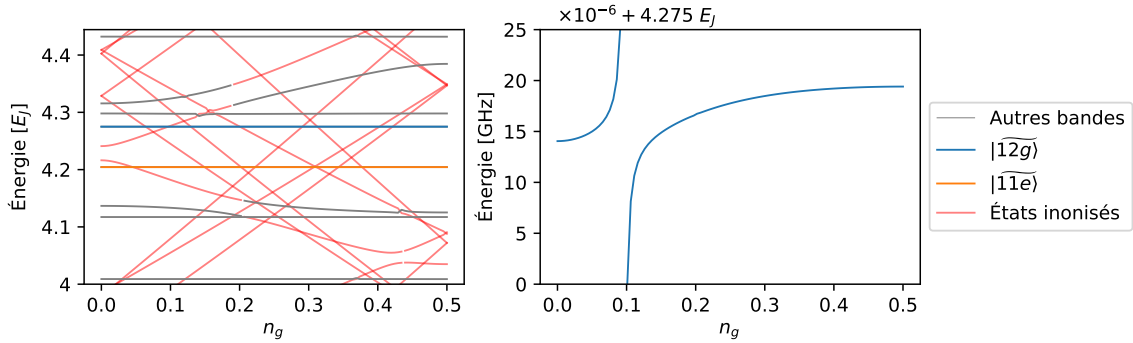 Énergie [E_J]
4.4
4.3
4.2
4.1
4
0.0 0.1 0.2 0.3 0.4 0.5
n_g
×10⁻⁶ + 4.275 E_J
Énergie [GHz]
25
20
15
10
5
0
0.0 0.1 0.2 0.3 0.4 0.5
n_g
Autres bandes
|\widetilde{12g}⟩
|\widetilde{11e}⟩
États inonisés